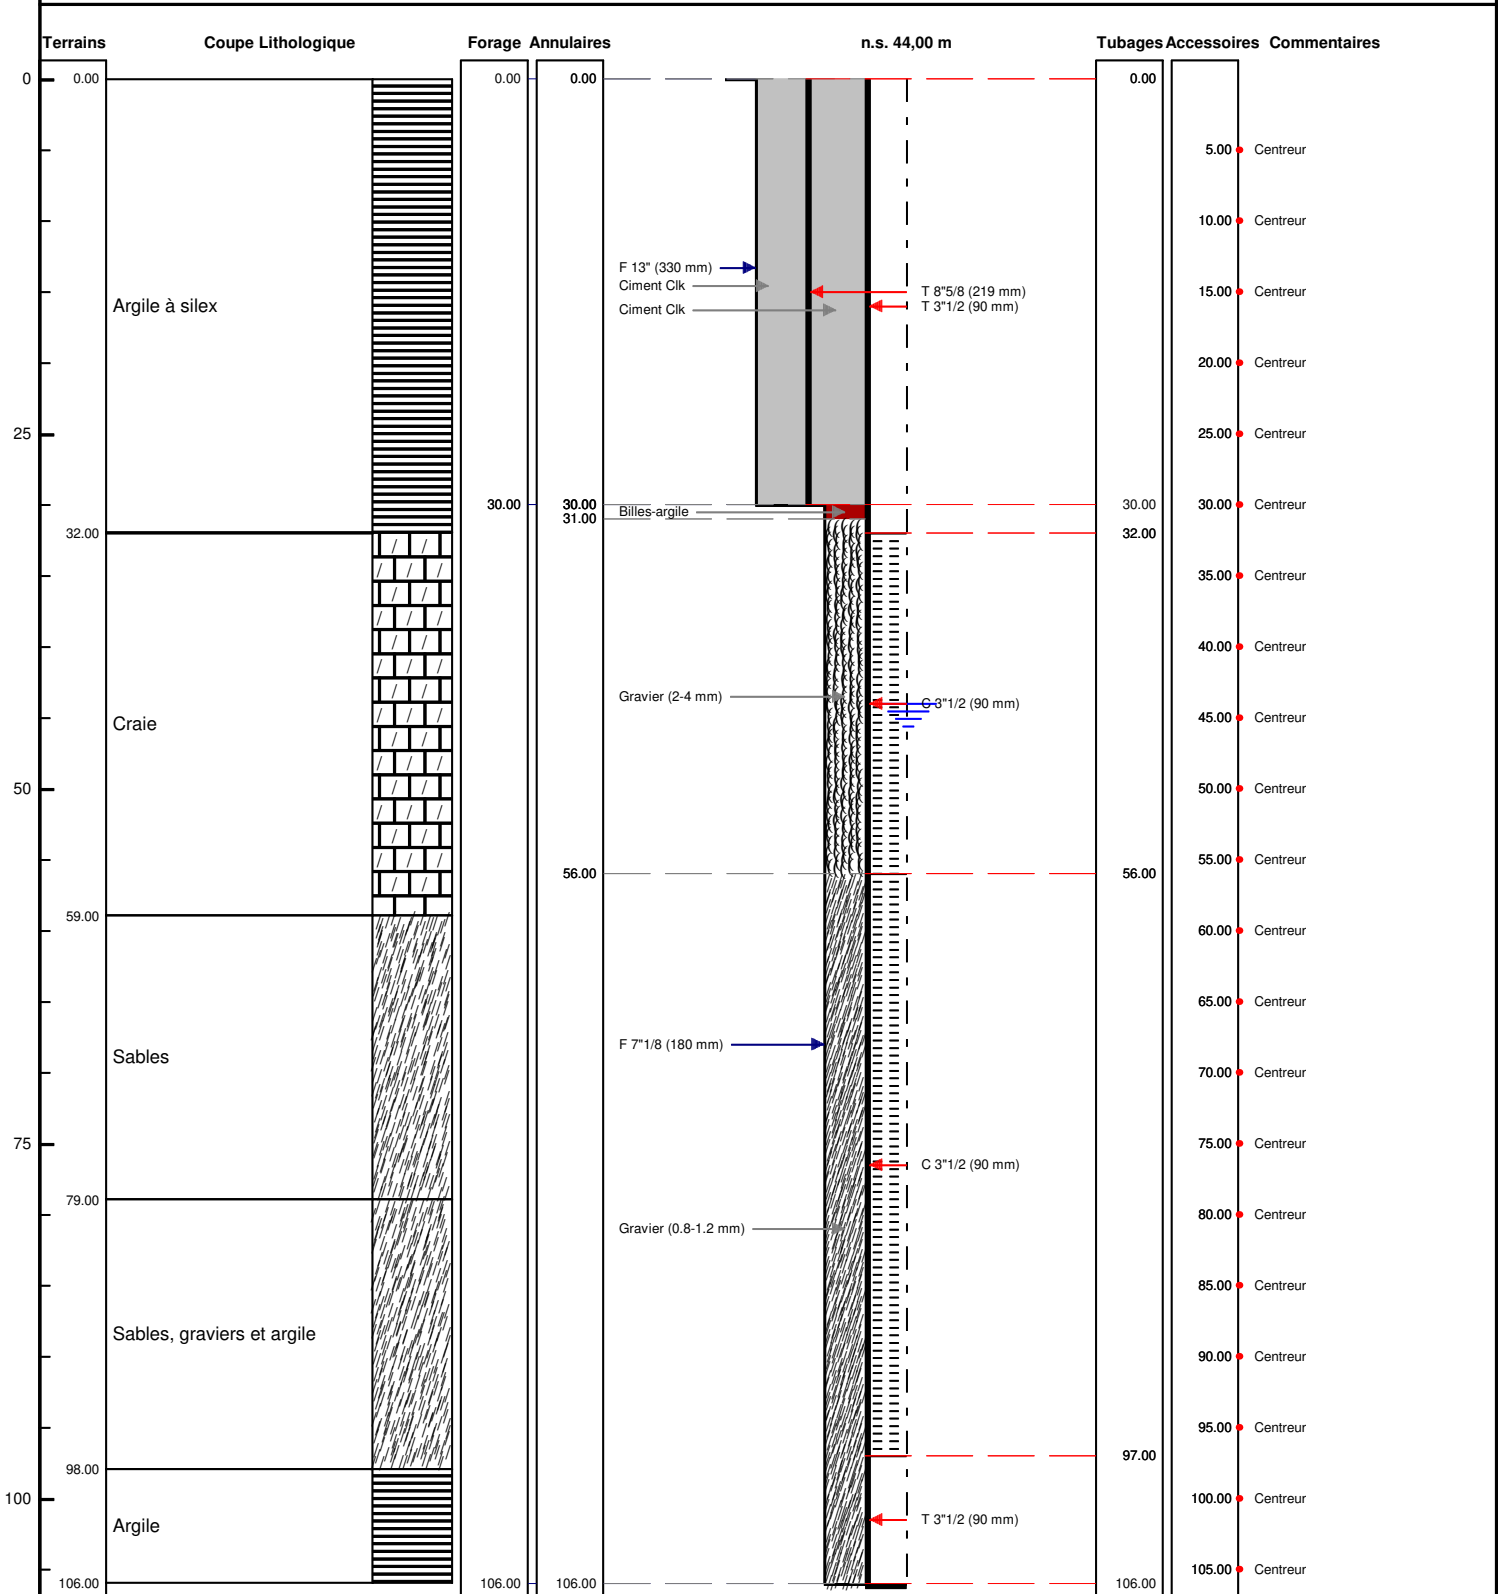 Terrains Coupe Lithologique Forage Annulaires n.s. 44,00 m Tubages Accessoires Commentaires
0 0.00 0.00 0.00 0.00
5.00 Centreur
10.00 Centreur
F 13" (330 mm)
Ciment Clk
T 8"5/8 (219 mm) 15.00 Centreur
Argile à silex Ciment Clk T 3"1/2 (90 mm)
20.00 Centreur
25 25.00 Centreur
30.00 30.00 30.00 30.00 Centreur
Billes-argile
31.00
32.00 32.00
35.00 Centreur
40.00 Centreur
Gravier (2-4 mm)
C 3"1/2 (90 mm)
45.00 Centreur
Craie
50 50.00 Centreur
55.00 Centreur
56.00 56.00
59.00
60.00 Centreur
65.00 Centreur
F 7"1/8 (180 mm)
Sables
70.00 Centreur
75 75.00 Centreur
C 3"1/2 (90 mm)
79.00
80.00 Centreur
Gravier (0.8-1.2 mm)
85.00 Centreur
Sables, graviers et argile
90.00 Centreur
95.00 Centreur
97.00
98.00
100 100.00 Centreur
T 3"1/2 (90 mm)
Argile
105.00 Centreur
106.00 106.00 106.00 106.00